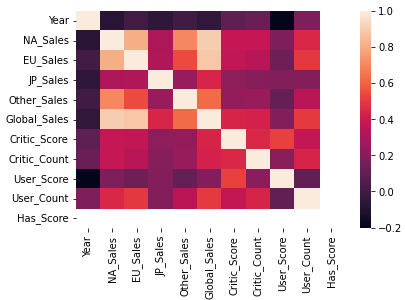 Year
NA_Sales
EU_Sales
JP_Sales
Other_Sales
Global_Sales
Critic_Score
Critic_Count
User_Score
User_Count
Has_Score
Year
NA_Sales
EU_Sales
JP_Sales
Other_Sales
Global_Sales
Critic_Score
Critic_Count
User_Score
User_Count
Has_Score
1.0
0.8
0.6
0.4
0.2
0.0
−0.2